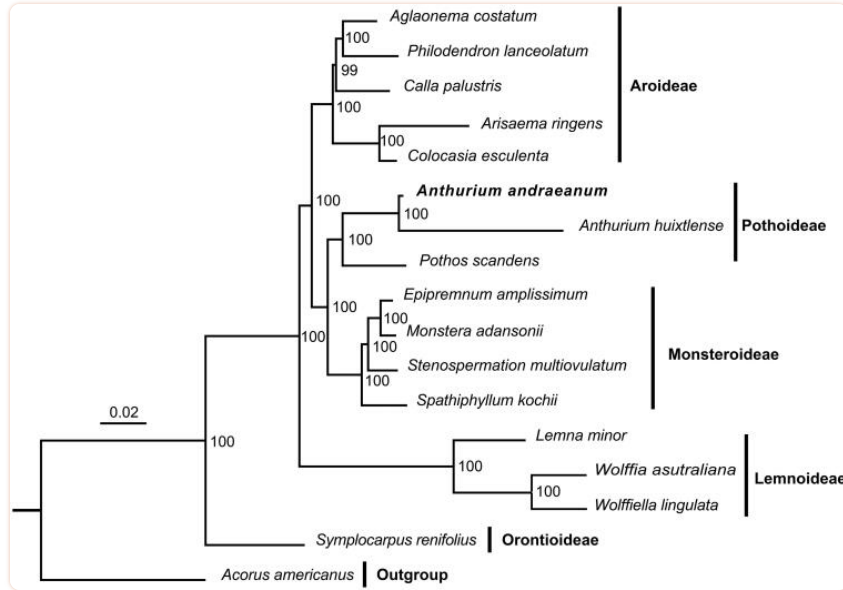 Aglaonema costatum
100
Philodendron lanceolatum
99
Calla palustris
Aroideae
100
Arisaema ringens
100
Colocasia esculenta
Anthurium andraeanum
100
100
Anthurium huixtlense
Pothoideae
100
Pothos scandens
Epipremnum amplissimum
100
100
Monstera adansonii
100
100
Stenospermation multiovulatum
Monsteroideae
100
Spathiphyllum kochii
0.02
Lemna minor
100
100
Wolffia asutraliana
Lemnoideae
100
Wolffiella lingulata
Symplocarpus renifolius
Orontioideae
Acorus americanus
Outgroup